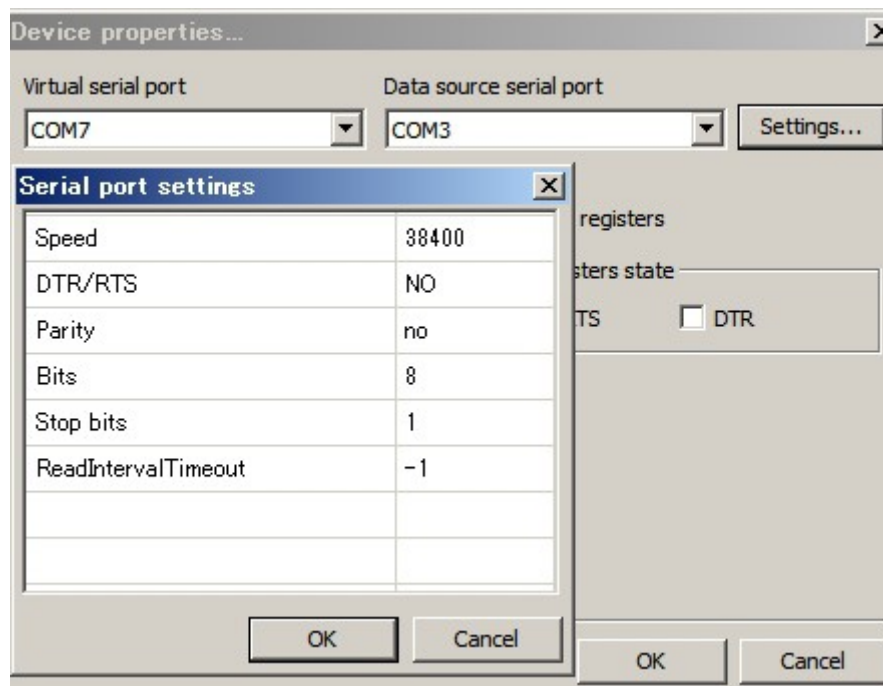 Device properties...
Virtual serial port
Data source serial port
COM7
COM3
Settings...
Serial port settings
Speed 38400
DTR/RTS NO
Parity no
Bits 8
Stop bits 1
ReadIntervalTimeout -1
OK Cancel
registers
sters state
TS
DTR
OK Cancel